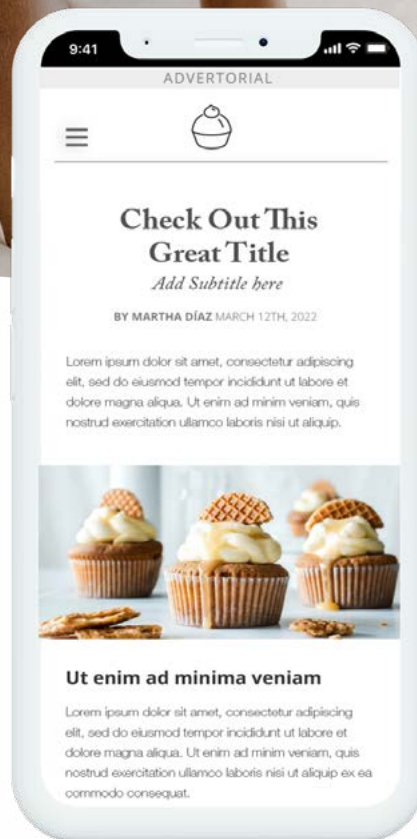 9:41
ADVERTORIAL
Check Out This
Great Title
Add Subtitle here
BY MARTHA DÍAZ MARCH 12TH, 2022
Lorem ipsum dolor sit amet, consectetur adipiscing
elit, sed do eiusmod tempor incididunt ut labore et
dolore magna aliqua. Ut enim ad minim veniam, quis
nostrud exercitation ullamco laboris nisi ut aliquip.
Ut enim ad minima veniam
Lorem ipsum dolor sit amet, consectetur adipiscing
elit, sed do eiusmod tempor incididunt ut labore et
dolore magna aliqua. Ut enim ad minim veniam, quis
nostrud exercitation ullamco laboris nisi ut aliquip ex ea
commodo consequat.